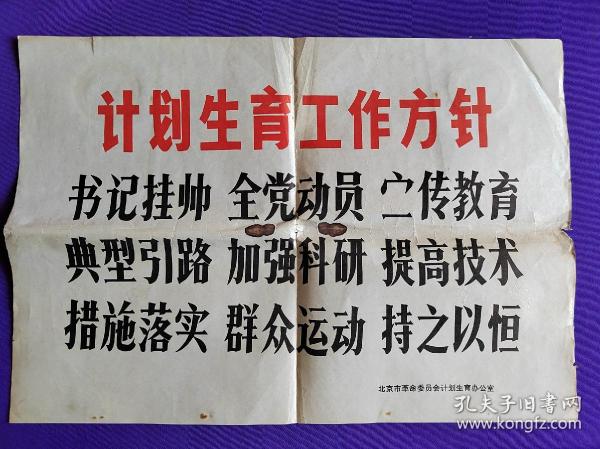 计划生育工作方针
书记挂帅 全党动员 宀传教育
典型引路 加强科研 提高技术
措施落实 群众运动 持之以恒
北京市革命委员会计划生育办公室
孔夫子旧书网
www.kongfz.com